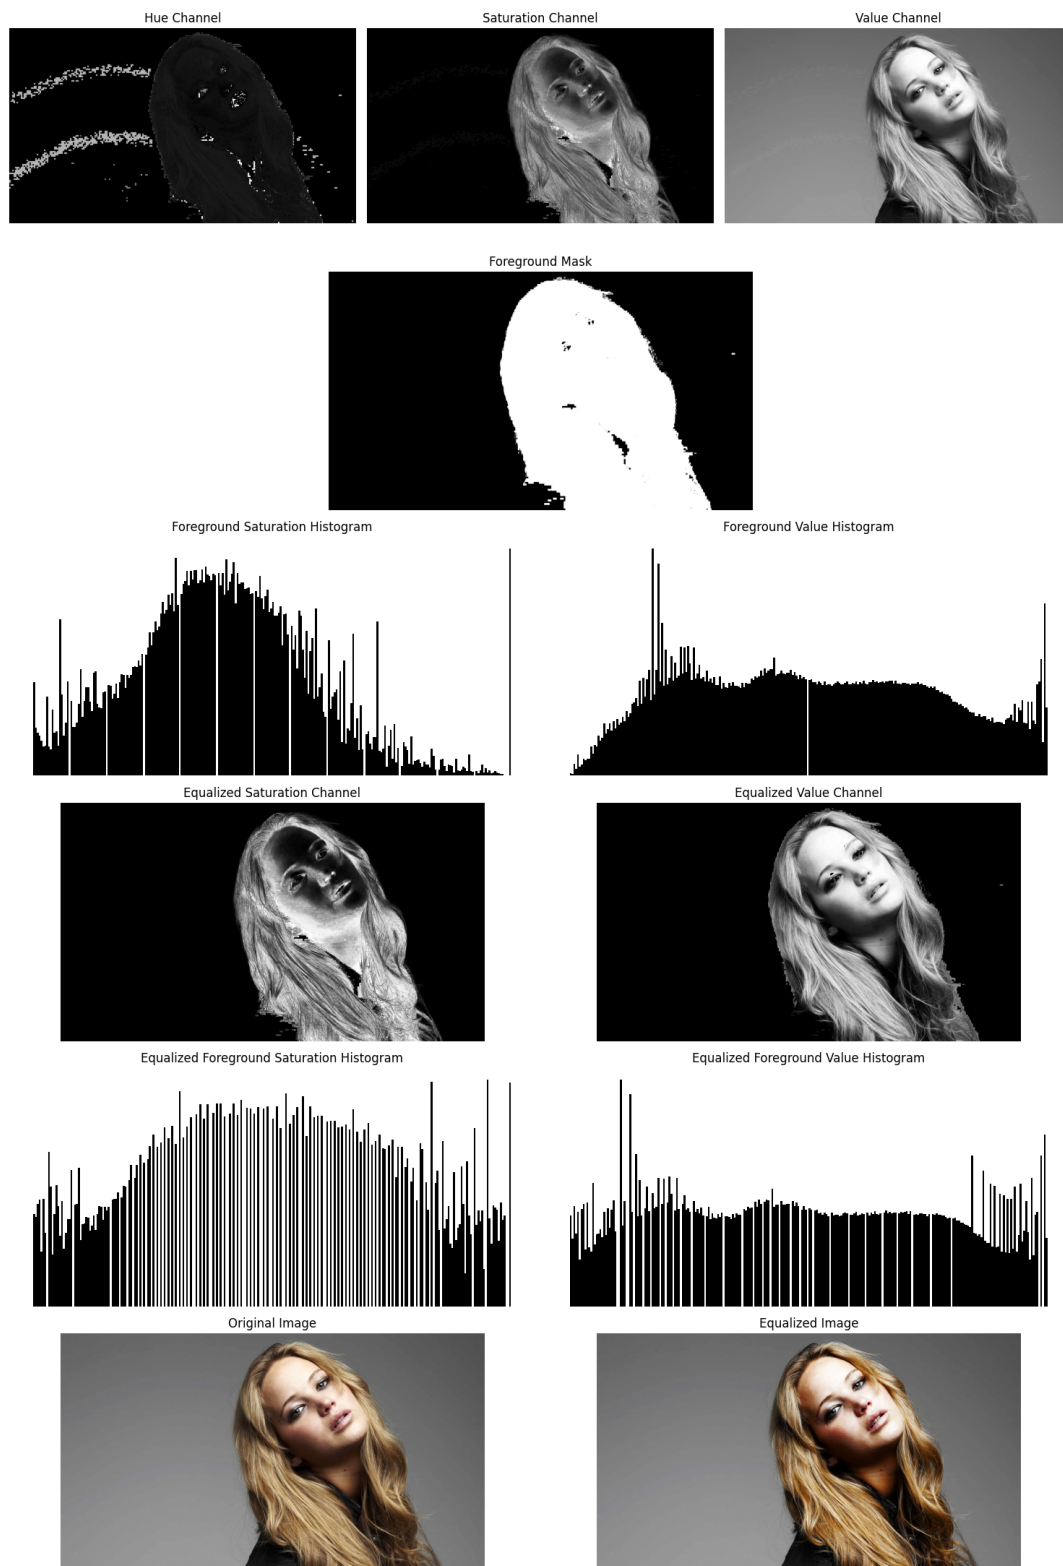 Hue Channel
Saturation Channel
Value Channel
Foreground Mask
Foreground Saturation Histogram
Foreground Value Histogram
Equalized Saturation Channel
Equalized Value Channel
Equalized Foreground Saturation Histogram
Equalized Foreground Value Histogram
Original Image
Equalized Image